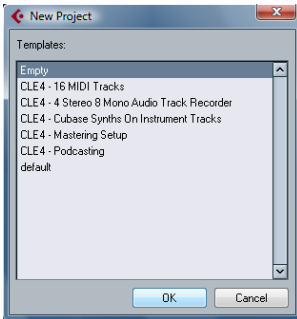 New Project
Templates:
Empty
CLE4 - 16 MIDI Tracks
CLE4 - 4 Stereo 8 Mono Audio Track Recorder
CLE4 - Cubase Synths On Instrument Tracks
CLE4 - Mastering Setup
CLE4 - Podcasting
default
OK Cancel